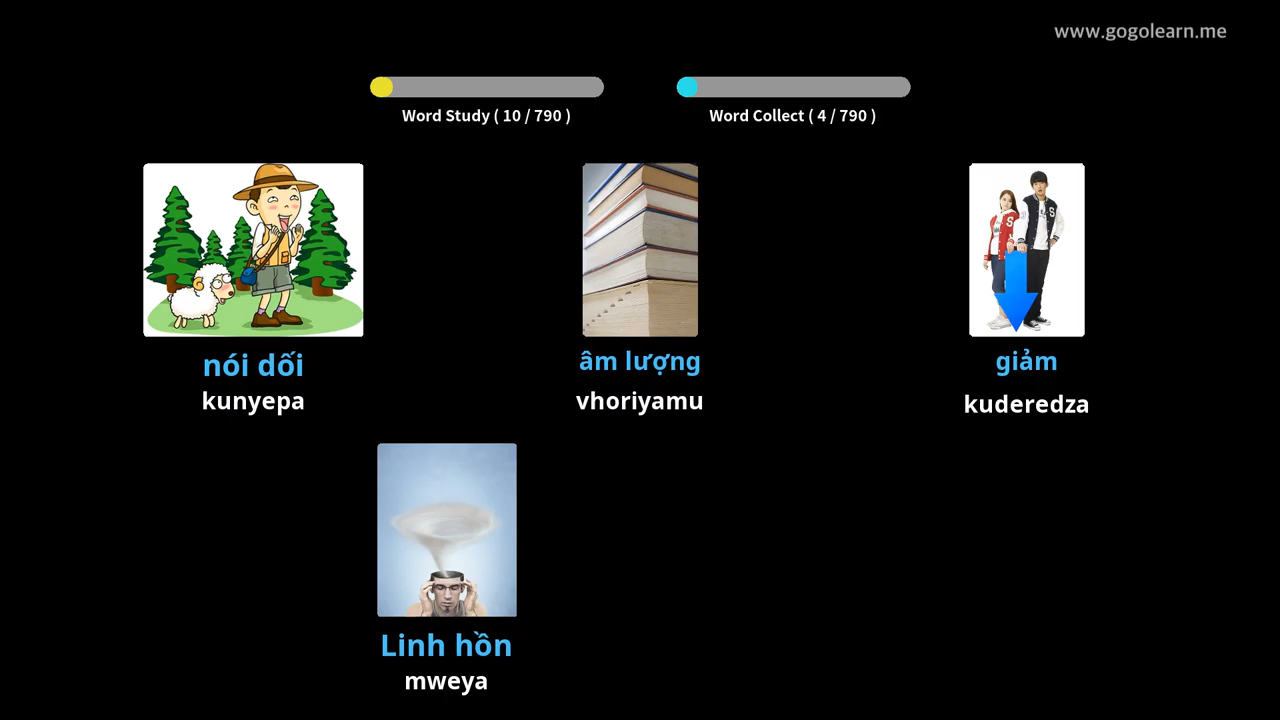 www.gogolearn.me
Word Study ( 10 / 790 )
Word Collect ( 4 / 790 )
nói dối
kunyepa
âm lượng
vhoriyamu
giảm
kuderedza
Linh hồn
mweya